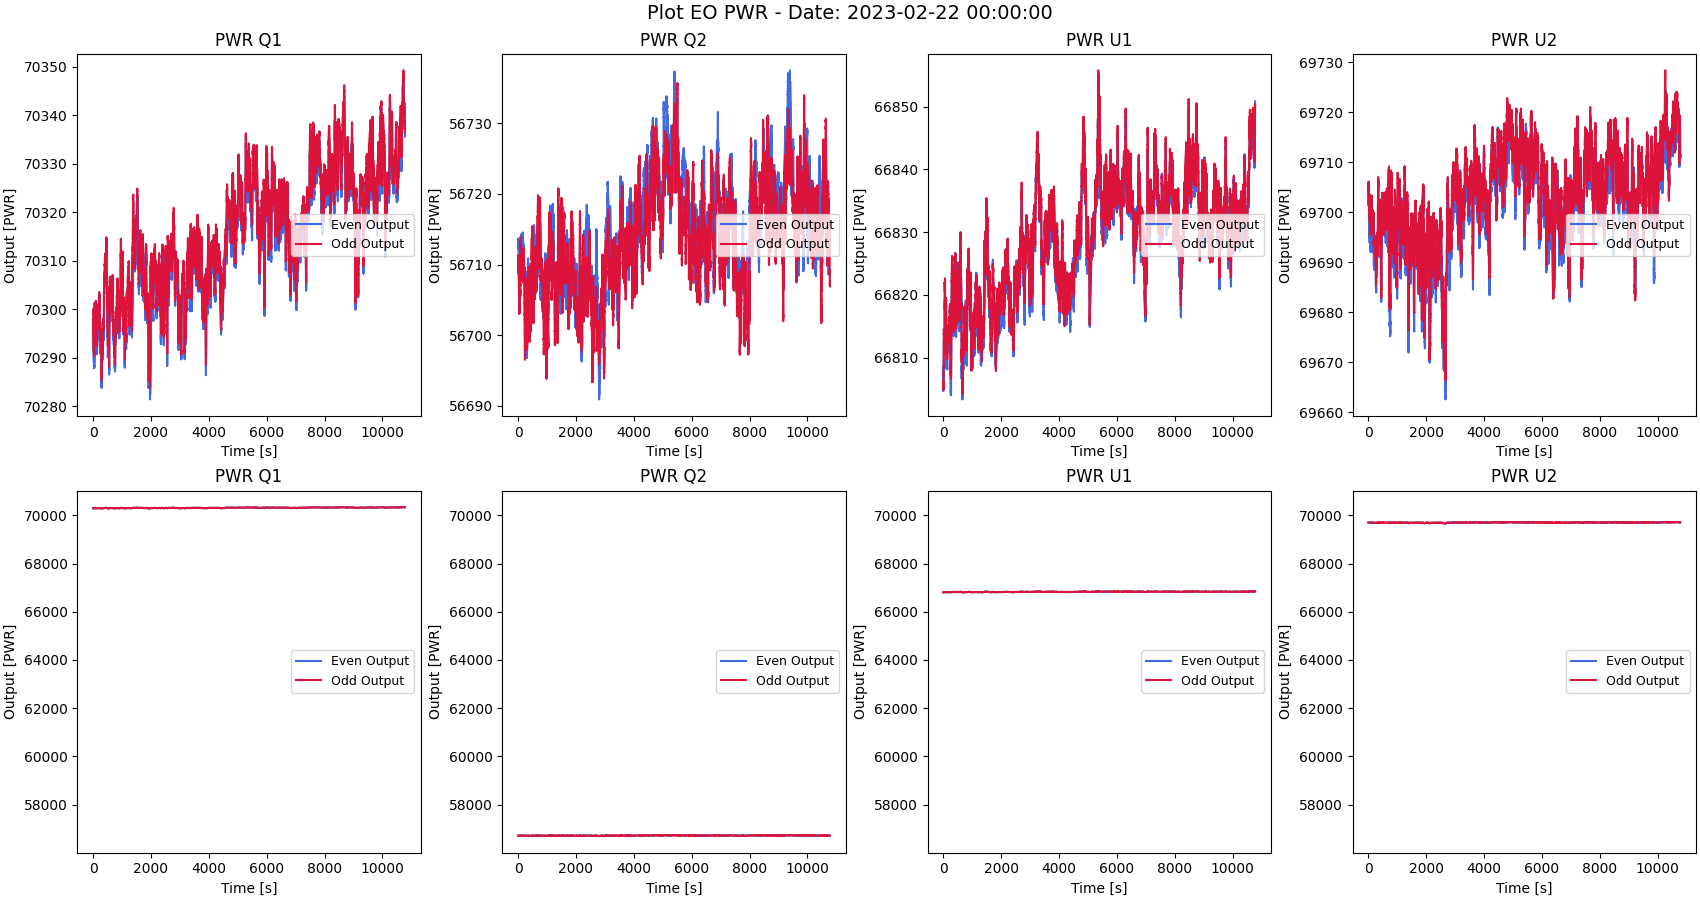 Plot EO PWR - Date: 2023-02-22 00:00:00
PWR Q1
Output [PWR]
70350
70340
70330
70320
70310
70300
70290
70280
Even Output
Odd Output
0 2000 4000 6000 8000 10000
Time [s]
PWR Q2
Output [PWR]
56730
56720
56710
56700
56690
Even Output
Odd Output
0 2000 4000 6000 8000 10000
Time [s]
PWR U1
Output [PWR]
66850
66840
66830
66820
66810
Even Output
Odd Output
0 2000 4000 6000 8000 10000
Time [s]
PWR U2
Output [PWR]
69730
69720
69710
69700
69690
69680
69670
69660
Even Output
Odd Output
0 2000 4000 6000 8000 10000
Time [s]
PWR Q1
Output [PWR]
70000
68000
66000
64000
62000
60000
58000
Even Output
Odd Output
0 2000 4000 6000 8000 10000
Time [s]
PWR Q2
Output [PWR]
70000
68000
66000
64000
62000
60000
58000
Even Output
Odd Output
0 2000 4000 6000 8000 10000
Time [s]
PWR U1
Output [PWR]
70000
68000
66000
64000
62000
60000
58000
Even Output
Odd Output
0 2000 4000 6000 8000 10000
Time [s]
PWR U2
Output [PWR]
70000
68000
66000
64000
62000
60000
58000
Even Output
Odd Output
0 2000 4000 6000 8000 10000
Time [s]